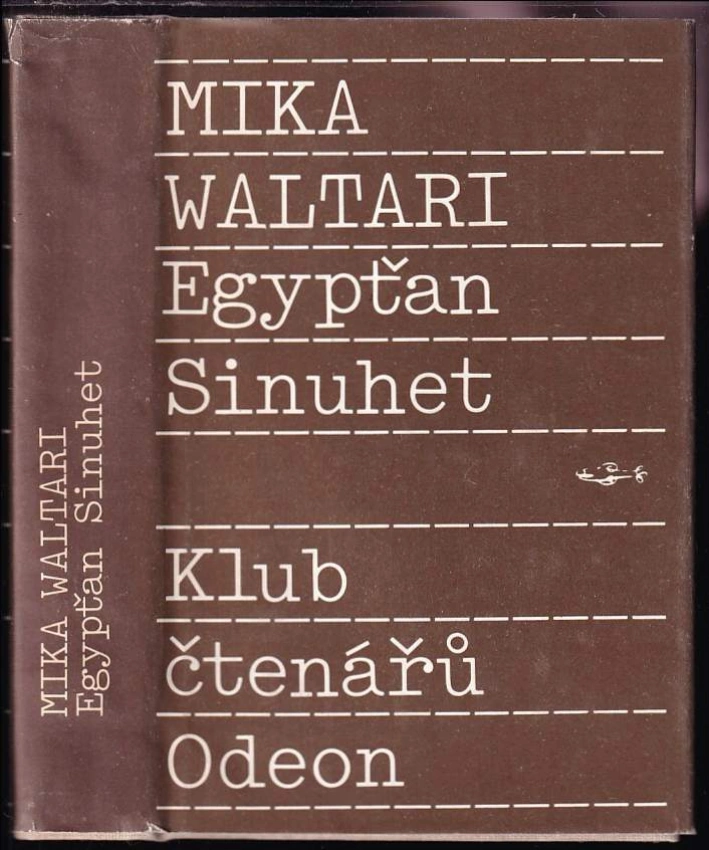 MIKA
WALTARI
Egypťan
Sinuhet
Klub
čtenářů
Odeon
MIKA WALTARI
Egypťan Sinuhet